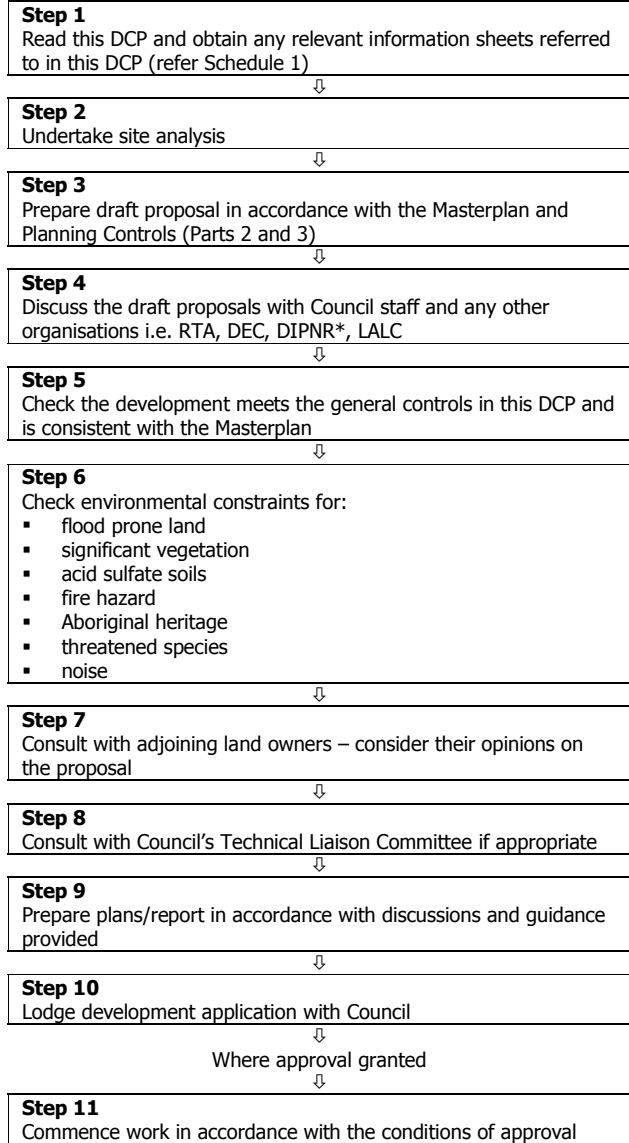 Step 1
Read this DCP and obtain any relevant information sheets referred
to in this DCP (refer Schedule 1)
⇩
Step 2
Undertake site analysis
⇩
Step 3
Prepare draft proposal in accordance with the Masterplan and
Planning Controls (Parts 2 and 3)
⇩
Step 4
Discuss the draft proposals with Council staff and any other
organisations i.e. RTA, DEC, DIPNR*, LALC
⇩
Step 5
Check the development meets the general controls in this DCP and
is consistent with the Masterplan
⇩
Step 6
Check environmental constraints for:
▪ flood prone land
▪ significant vegetation
▪ acid sulfate soils
▪ fire hazard
▪ Aboriginal heritage
▪ threatened species
▪ noise
⇩
Step 7
Consult with adjoining land owners – consider their opinions on
the proposal
⇩
Step 8
Consult with Council’s Technical Liaison Committee if appropriate
⇩
Step 9
Prepare plans/report in accordance with discussions and guidance
provided
⇩
Step 10
Lodge development application with Council
⇩
Where approval granted
⇩
Step 11
Commence work in accordance with the conditions of approval